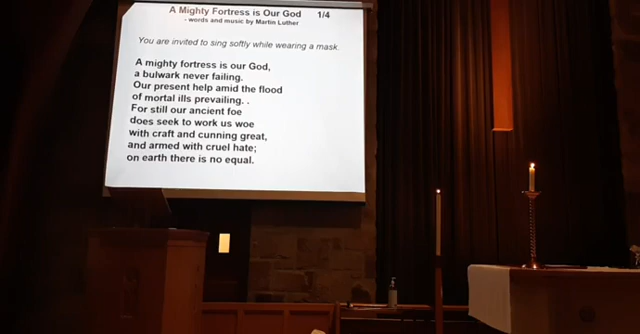 A Mighty Fortress is Our God 1/4
- words and music by Martin Luther
You are invited to sing softly while wearing a mask.
A mighty fortress is our God,
a bulwark never failing.
Our present help amid the flood
of mortal ills prevailing. .
For still our ancient foe
does seek to work us woe
with craft and cunning great,
and armed with cruel hate;
on earth there is no equal.